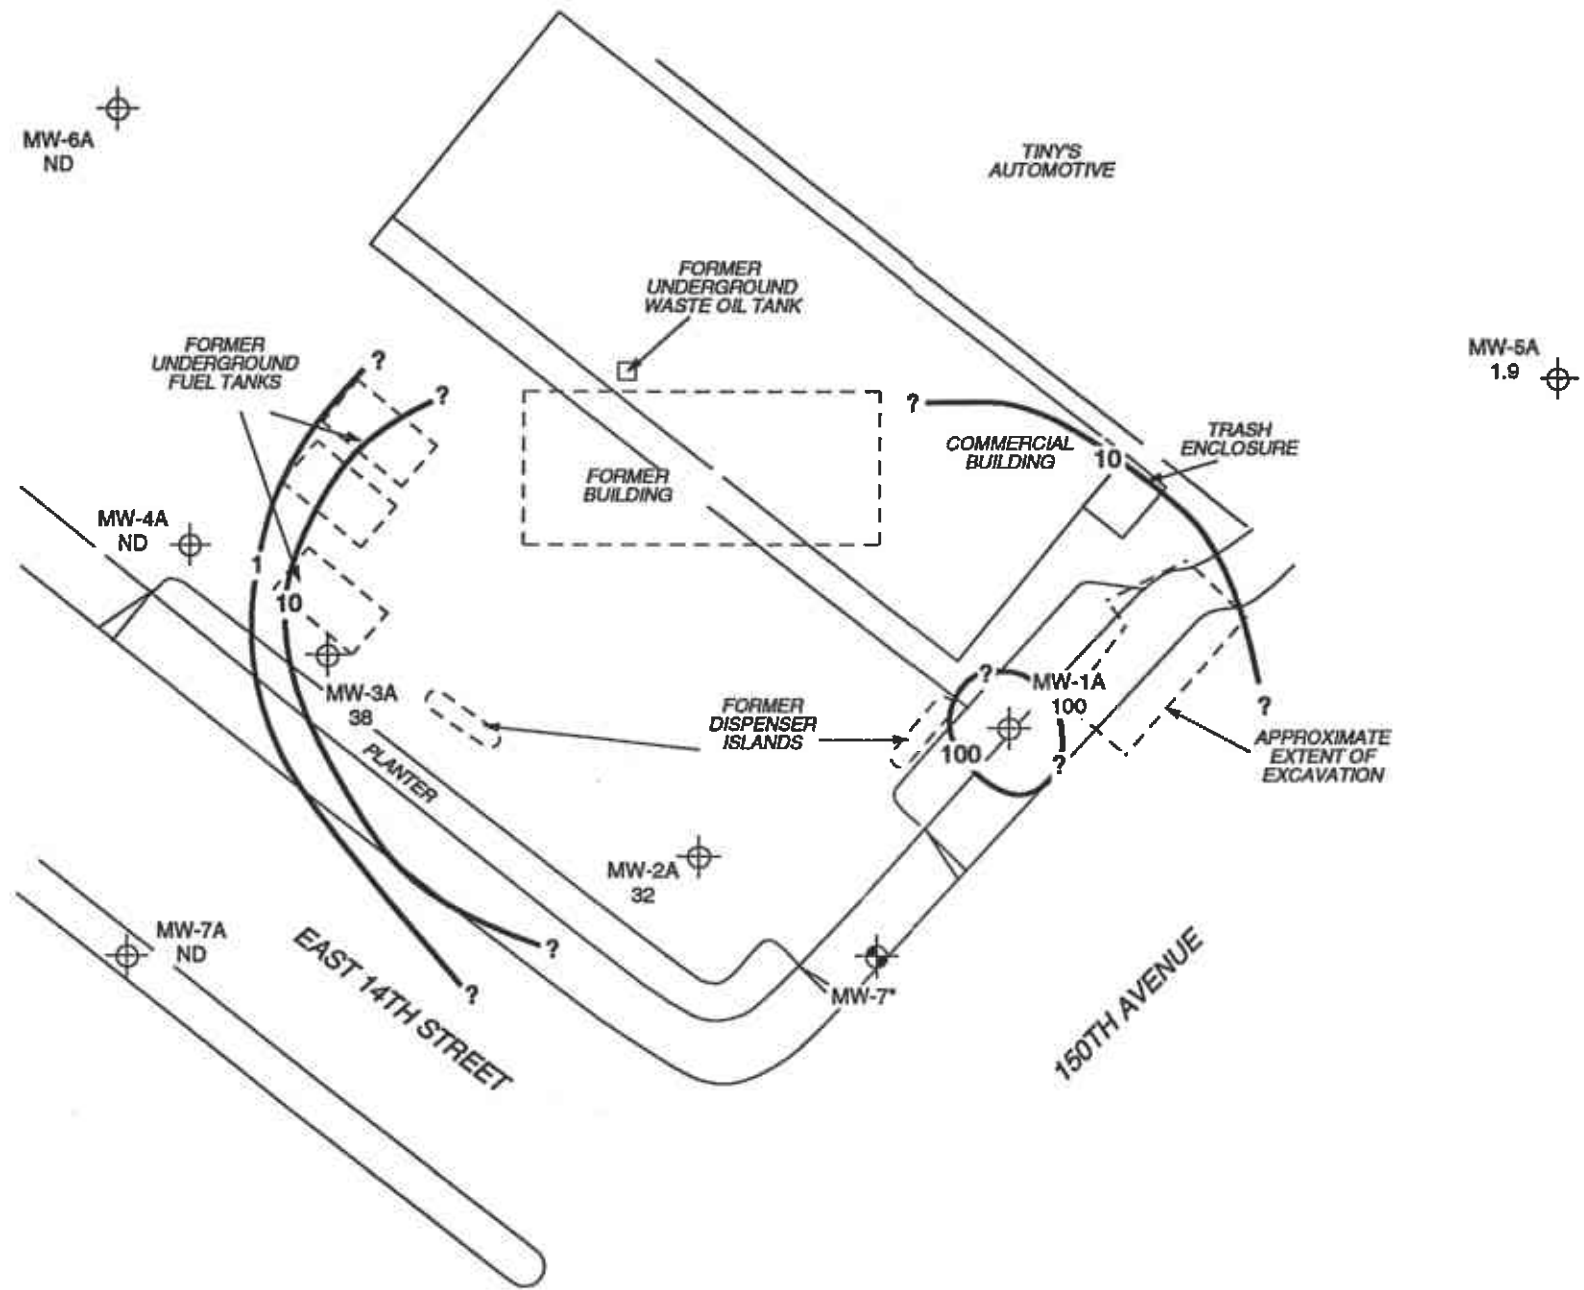 MW-6A
ND
TINY'S
AUTOMOTIVE
FORMER
UNDERGROUND
WASTE OIL TANK
FORMER
UNDERGROUND
FUEL TANKS
?
?
?
MW-5A
1.9
COMMERCIAL
BUILDING
10
TRASH
ENCLOSURE
FORMER
BUILDING
MW-4A
ND
1
10
MW-3A
38
PLANTER
FORMER
DISPENSER
ISLANDS
?
MW-1A
100
100
?
?
APPROXIMATE
EXTENT OF
EXCAVATION
MW-2A
32
MW-7A
ND
EAST 14TH STREET
?
?
MW-7*
150TH AVENUE